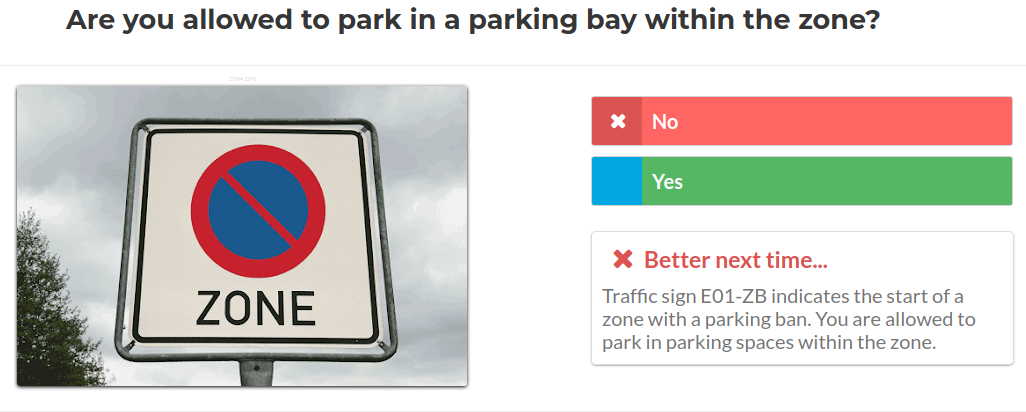 Are you allowed to park in a parking bay within the zone?
No
Yes
ZONE
Better next time...
Traffic sign E01-ZB indicates the start of a
zone with a parking ban. You are allowed to
park in parking spaces within the zone.